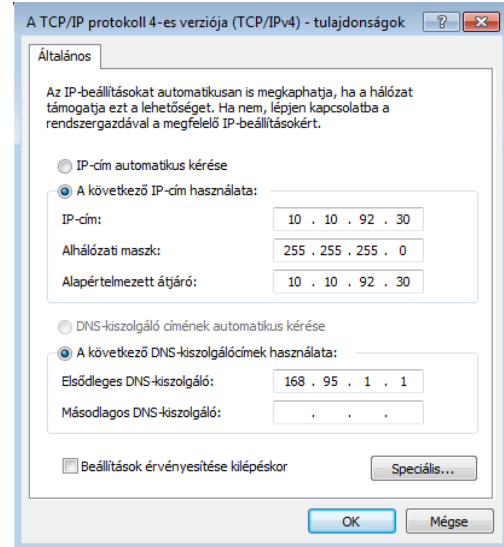 A TCP/IP protokoll 4-es verziója (TCP/IPv4) - tulajdonságok
Általános
Az IP-beállításokat automatikusan is megkaphatja, ha a hálózat
támogatja ezt a lehetőséget. Ha nem, lépjen kapcsolatba a
rendszergazdával a megfelelő IP-beállításokért.
IP-cím automatikus kérése
A következő IP-cím használata:
IP-cím: 10 . 10 . 92 . 30
Alhálózati maszk: 255 . 255 . 255 . 0
Alapértelmezett átjáró: 10 . 10 . 92 . 30
DNS-kiszolgáló címének automatikus kérése
A következő DNS-kiszolgálócímek használata:
Elsődleges DNS-kiszolgáló: 168 . 95 . 1 . 1
Másodlagos DNS-kiszolgáló: . . .
Beállítások érvényesítése kilépéskor Speciális...
OK Mégse